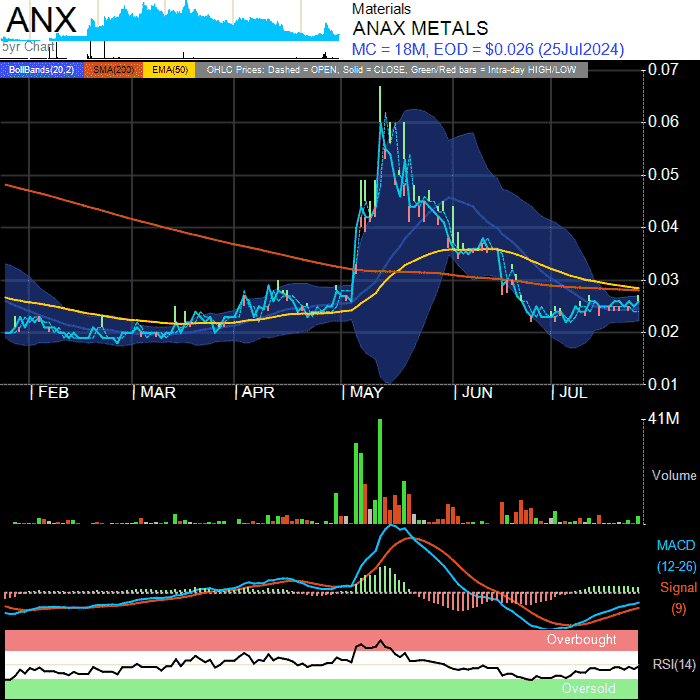 ANX
5yr Chart
Materials
ANAX METALS
MC = 18M, EOD = $0.026 (25Jul2024)
BollBands(20,2) SMA(200) EMA(50) OHLC Prices: Dashed = OPEN, Solid = CLOSE, Green/Red bars = Intra-day HIGH/LOW
0.07
0.06
0.05
0.04
0.03
0.02
0.01
FEB MAR APR MAY JUN JUL
41M
Volume
MACD
(12-26)
Signal
(9)
Overbought
RSI(14)
Oversold